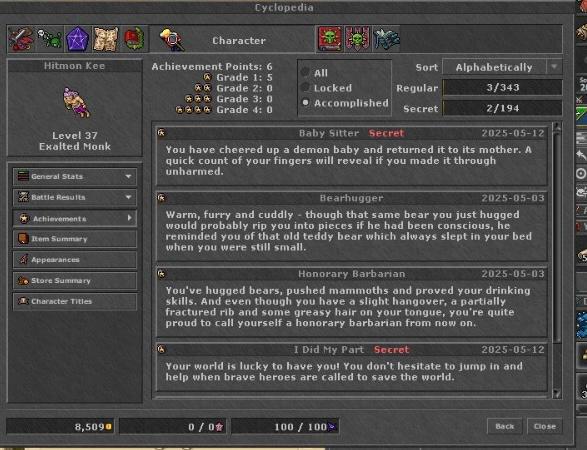 Cyclopedia
Character
Hitmon Kee
Level 37
Exalted Monk
General Stats
Battle Results
Achievements
Item Summary
Appearances
Store Summary
Character Titles
Achievement Points: 6
Grade 1: 5
Grade 2: 0
Grade 3: 0
Grade 4: 0
All
Locked
Accomplished
Sort Alphabetically
Regular 3/343
Secret 2/194
Baby Sitter Secret 2025-05-12
You have cheered up a demon baby and returned it to its mother. A
quick count of your fingers will reveal if you made it through
unharmed.
Bearhugger 2025-05-03
Warm, furry and cuddly - though that same bear you just hugged
would probably rip you into pieces if he had been conscious, he
reminded you of that old teddy bear which always slept in your bed
when you were still small.
Honorary Barbarian 2025-05-03
You've hugged bears, pushed mammoths and proved your drinking
skills. And even though you have a slight hangover, a partially
fractured rib and some greasy hair on your tongue, you're quite
proud to call yourself a honorary barbarian from now on.
I Did My Part Secret 2025-05-12
Your world is lucky to have you! You don't hesitate to jump in and
help when brave heroes are called to save the world.
8,509
0 / 0
100 / 100
Back
Close